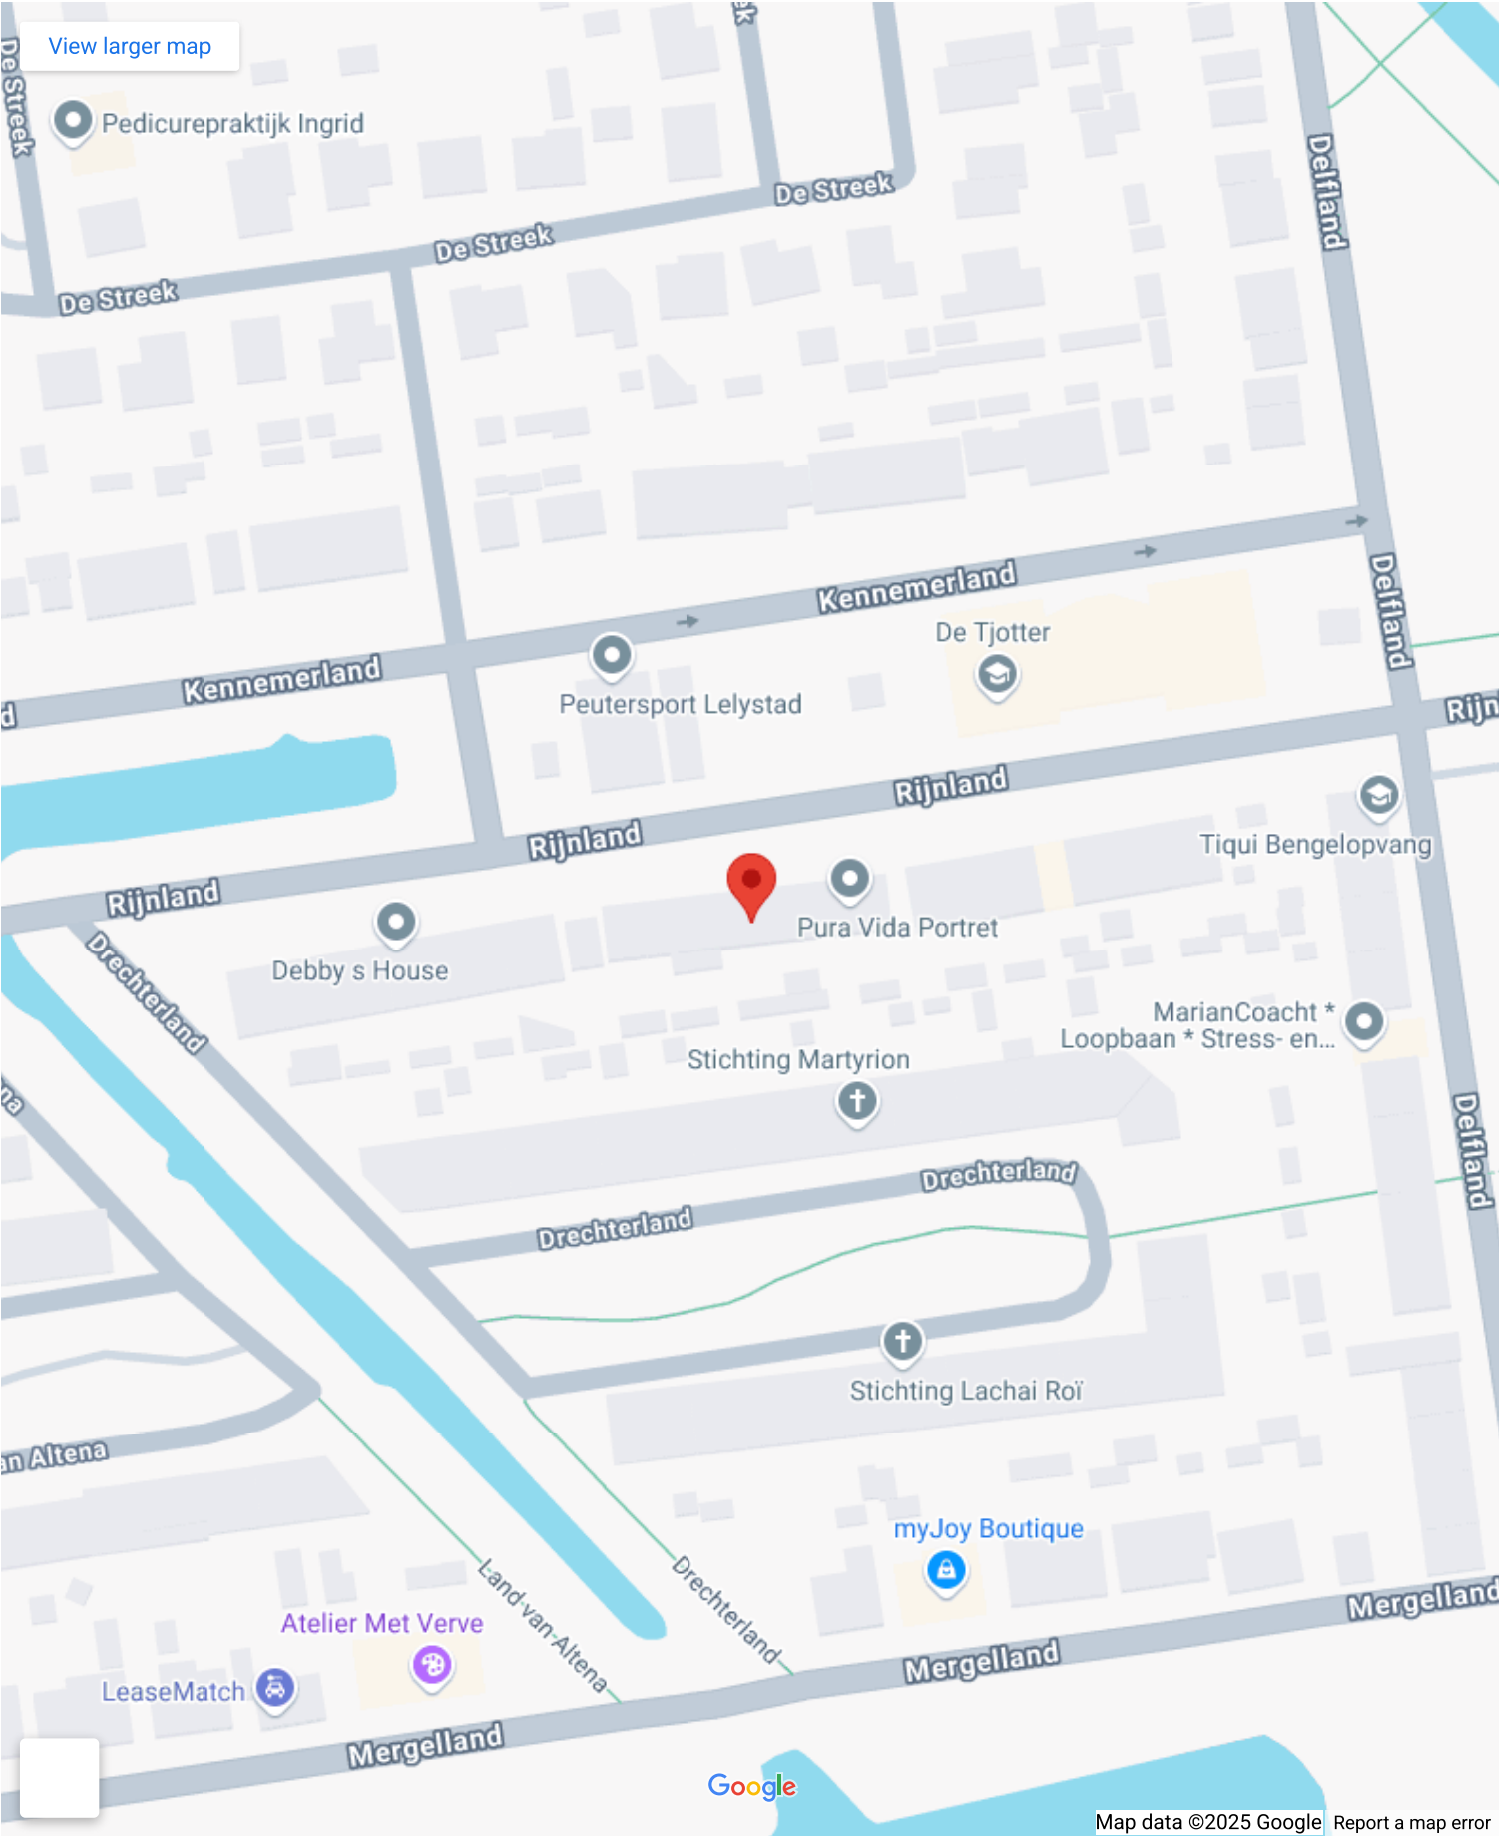 View larger map
De Streek
Pedicurepraktijk Ingrid
De Streek
De Streek
De Streek
Delfland
Kennemerland
Delfland
De Tjotter
Kennemerland
Peutersport Lelystad
Rijnland
Rijnland
Tiqui Bengelopvang
Rijnland
Pura Vida Portret
Debby s House
Drechterland
MarianCoacht *
Loopbaan * Stress- en...
Stichting Martyrion
Delfland
Drechterland
Drechterland
Stichting Lachai Roï
an Altena
myJoy Boutique
Land van Altena
Drechterland
Mergelland
Atelier Met Verve
Mergelland
LeaseMatch
Mergelland
Google
Map data ©2025 Google
Report a map error